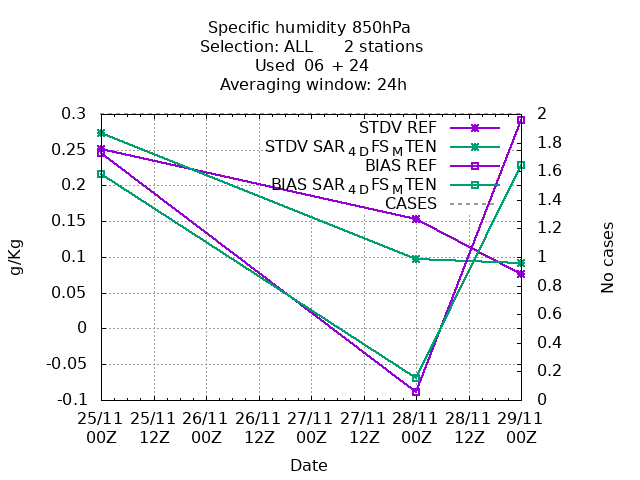 Specific humidity 850hPa
Selection: ALL      2 stations
Used  06 + 24
Averaging window: 24h
g/Kg
0.3
0.25
0.2
0.15
0.1
0.05
0
-0.05
-0.1
STDV REF
STDV SAR4DFSMTEN
BIAS REF
BIAS SAR4DFSMTEN
CASES
2
1.8
1.6
1.4
1.2
1
0.8
0.6
0.4
0.2
0
No cases
25/11 25/11 26/11 26/11 27/11 27/11 28/11 28/11 29/11
00Z 12Z 00Z 12Z 00Z 12Z 00Z 12Z 00Z
Date